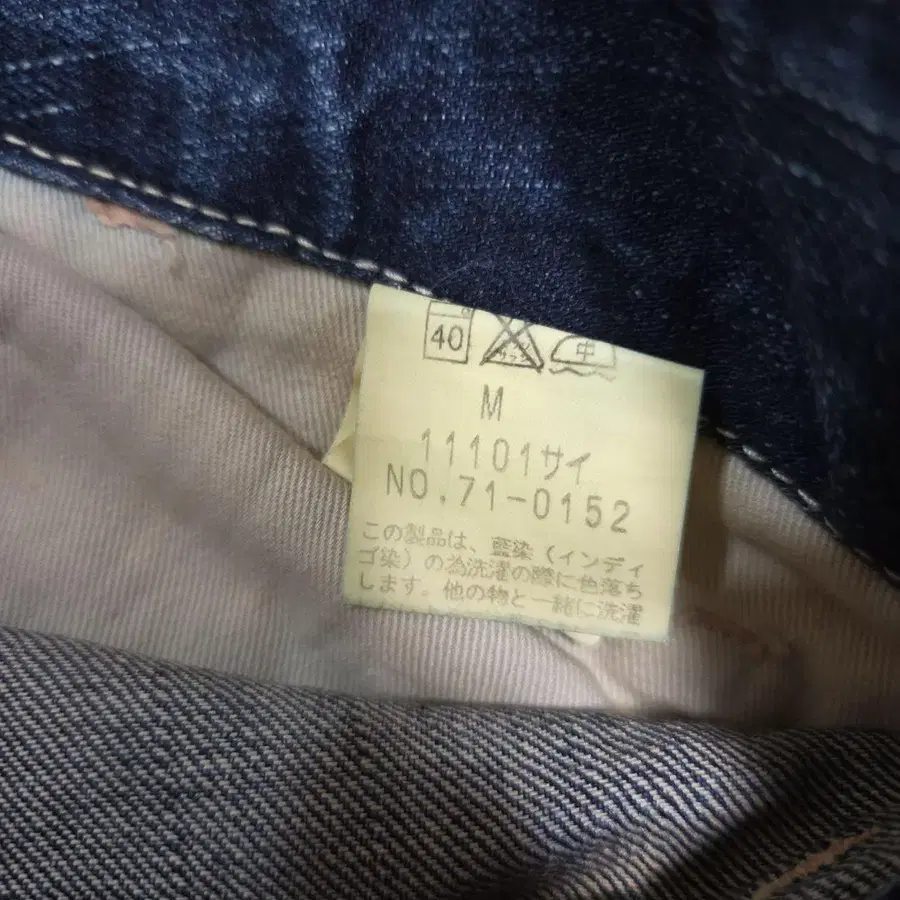 40
中
M
11101サイ
NO.71-0152
この製品は、藍染(インディ
ゴ染)の為洗濯の際に色落ち
します。他の物と一緒に洗濯